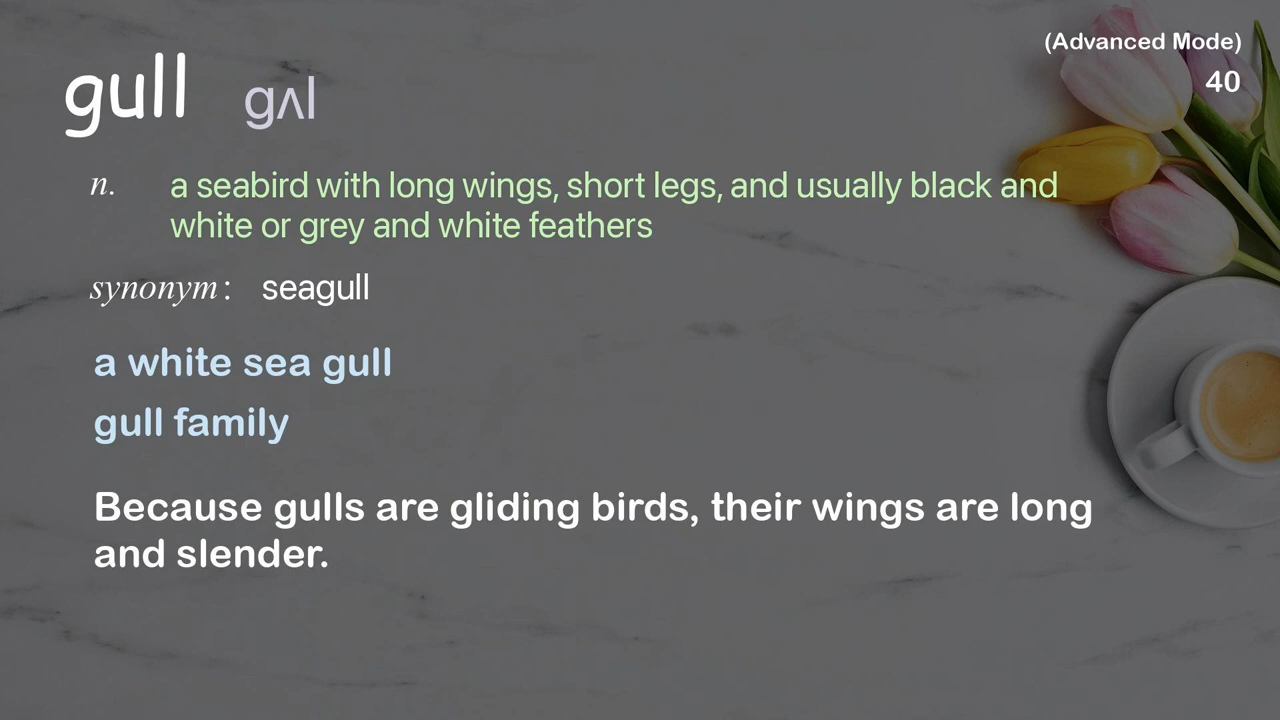 (Advanced Mode)
40
gull gʌl
n. a seabird with long wings, short legs, and usually black and
white or grey and white feathers
synonym: seagull
a white sea gull
gull family
Because gulls are gliding birds, their wings are long
and slender.